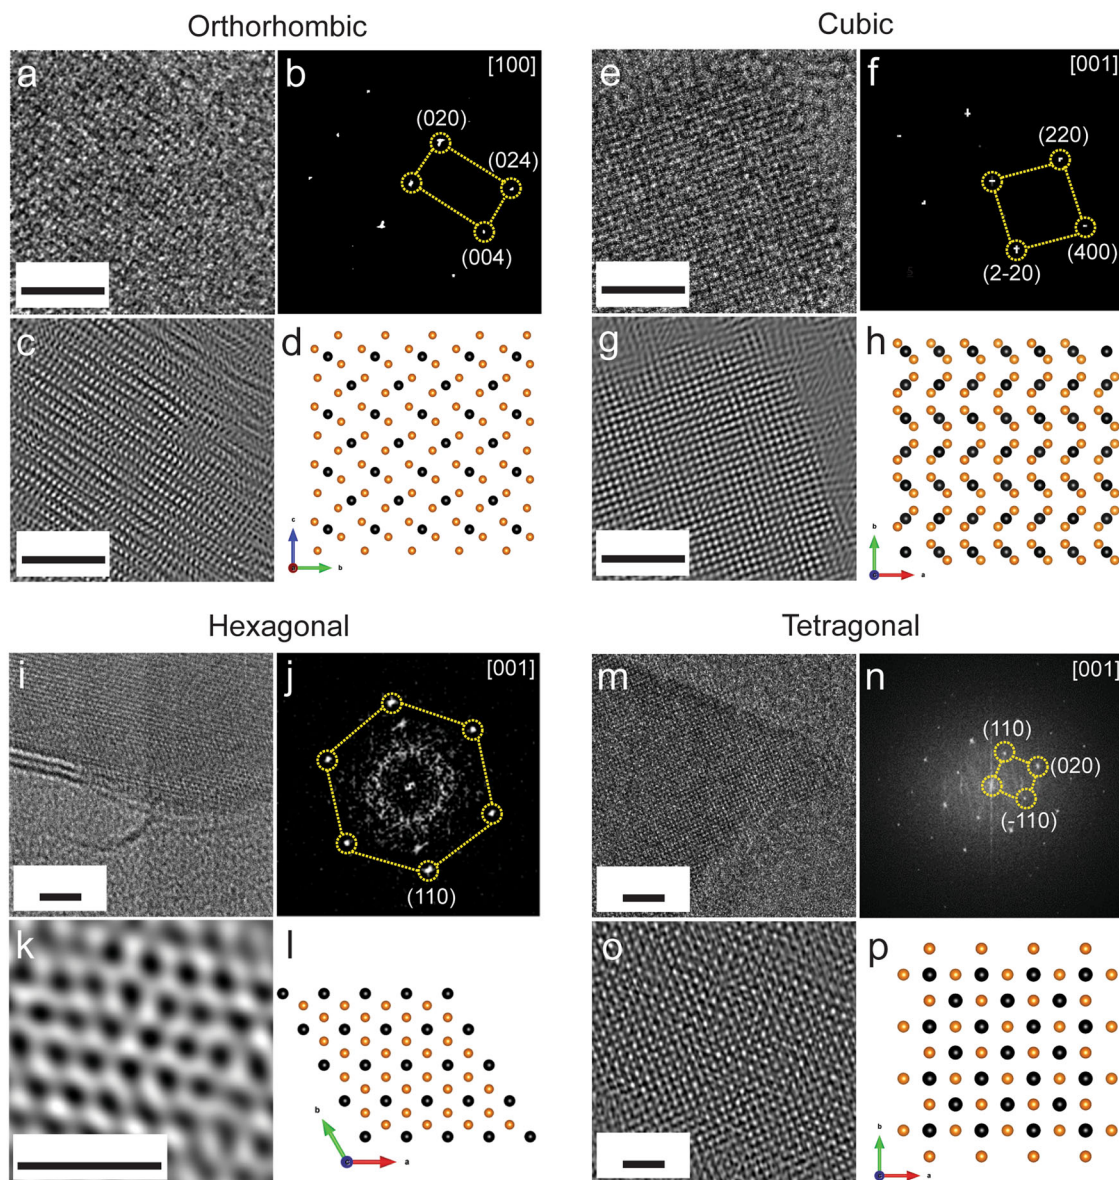 Orthorhombic
Cubic
a
b
[100]
(020)
(024)
(004)
e
f
[001]
(220)
(400)
(2-20)
c
d
c
b
g
h
b
a
Hexagonal
Tetragonal
i
j
[001]
(110)
m
n
[001]
(110)
(020)
(-110)
k
l
b
a
o
p
b
a